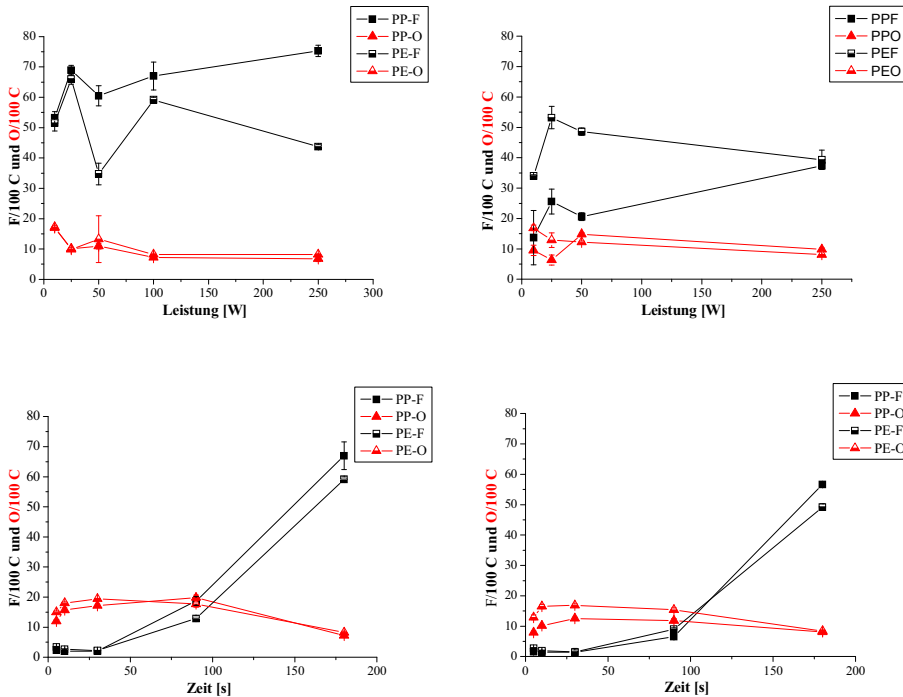 PP-F
PP-O
PE-F
PE-O
80
70
60
50
40
30
20
10
0
F/100 C und O/100 C
0 50 100 150 200 250 300
Leistung [W]
PPF
PPO
PEF
PEO
80
70
60
50
40
30
20
10
0
F/100 C und O/100 C
0 50 100 150 200 250
Leistung [W]
PP-F
PP-O
PE-F
PE-O
80
70
60
50
40
30
20
10
0
F/100 C und O/100 C
0 50 100 150 200
Zeit [s]
PP-F
PP-O
PE-F
PE-O
80
70
60
50
40
30
20
10
0
F/100 C und O/100 C
0 50 100 150 200
Zeit [s]